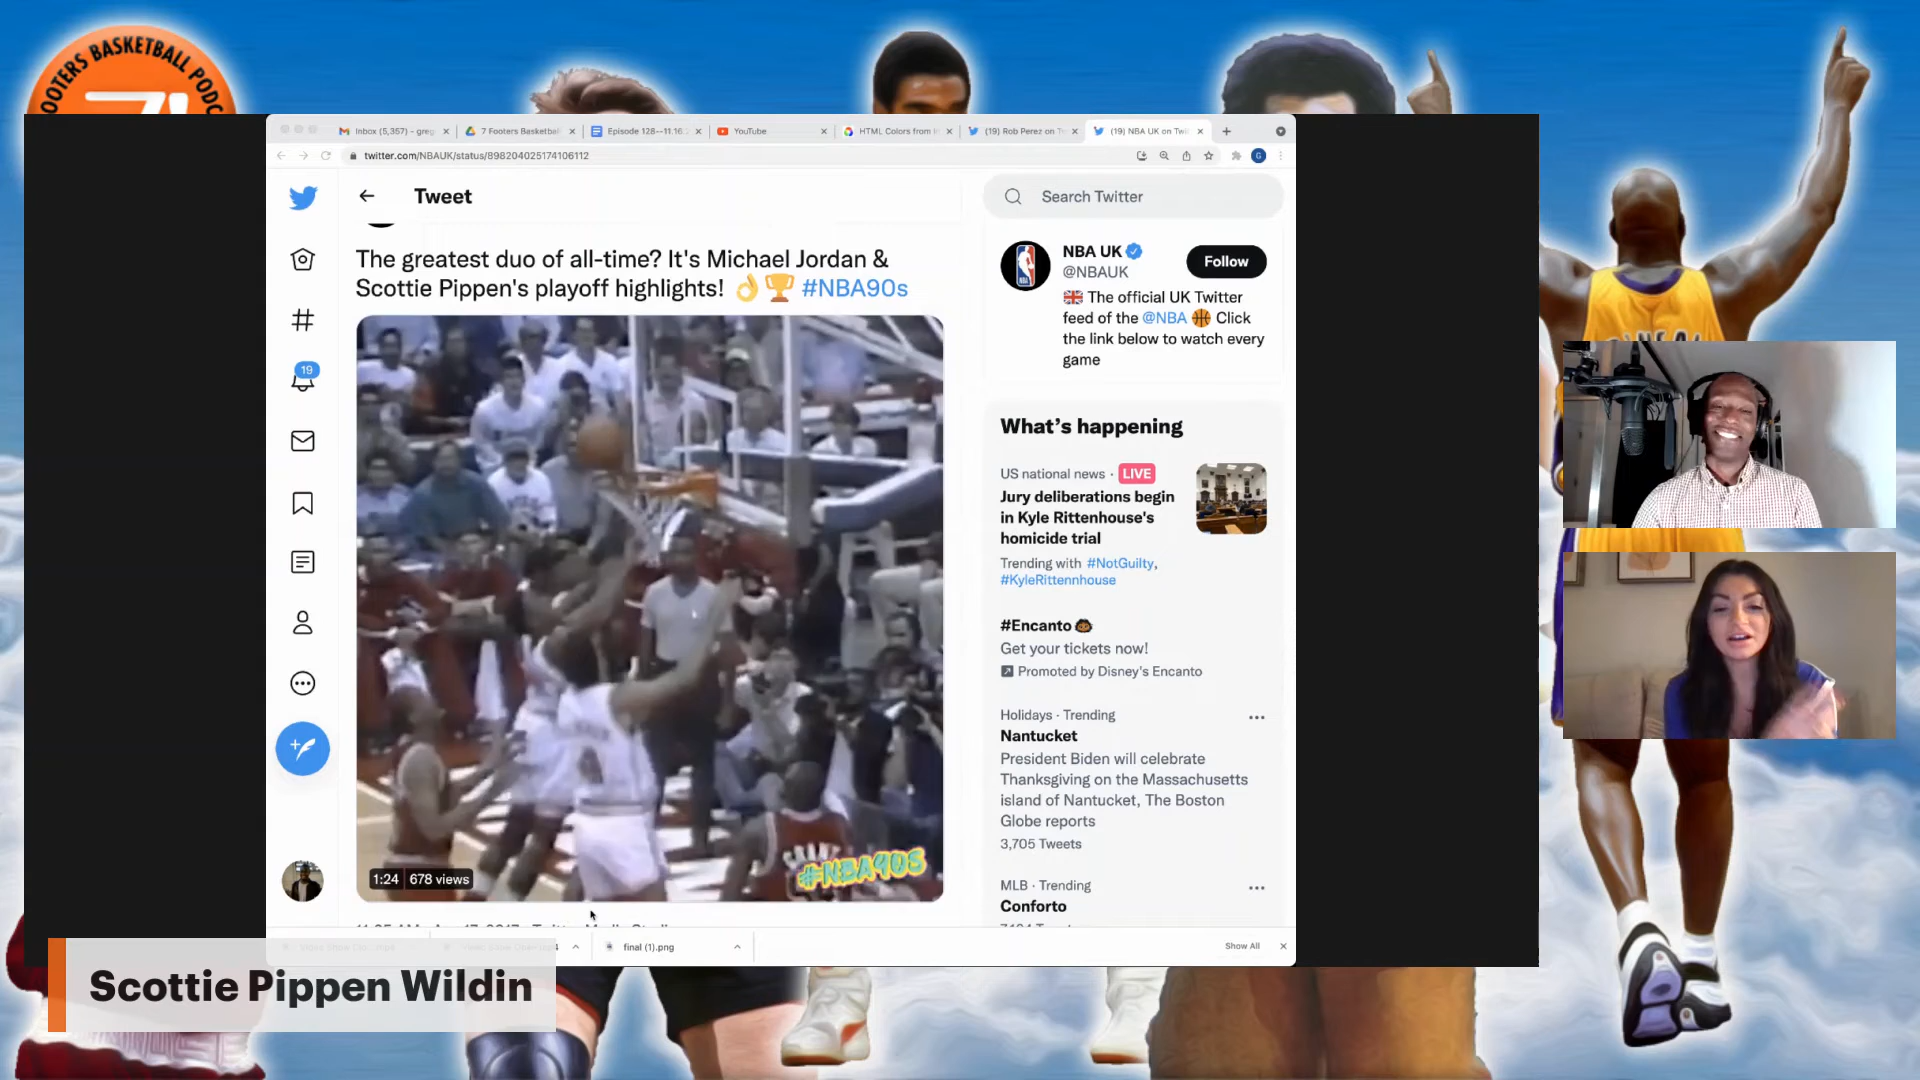 OOTERS BASKETBALL PODC
Inbox (5,357) - greg
7 Footers Basketbal
Episode 128--11.16.2
YouTube
HTML Colors from I
(19) Rob Perez on T
(19) NBA UK on Twi
twitter.com/NBAUK/status/898204025174106112
G
Tweet
Search Twitter
The greatest duo of all-time? It's Michael Jordan &
Scottie Pippen's playoff highlights! 👌🏆 #NBA90s
1:24 678 views
GRANT
#NBA90S
19
NBA UK
@NBAUK
Follow
🇬🇧 The official UK Twitter
feed of the @NBA 🏀 Click
the link below to watch every
game
What's happening
US national news · LIVE
Jury deliberations begin
in Kyle Rittenhouse's
homicide trial
Trending with #NotGuilty,
#KyleRittennhouse
#Encanto
Get your tickets now!
Promoted by Disney's Encanto
Holidays · Trending
Nantucket
President Biden will celebrate
Thanksgiving on the Massachusetts
island of Nantucket, The Boston
Globe reports
3,705 Tweets
MLB · Trending
Conforto
final (1).png
Show All
Scottie Pippen Wildin